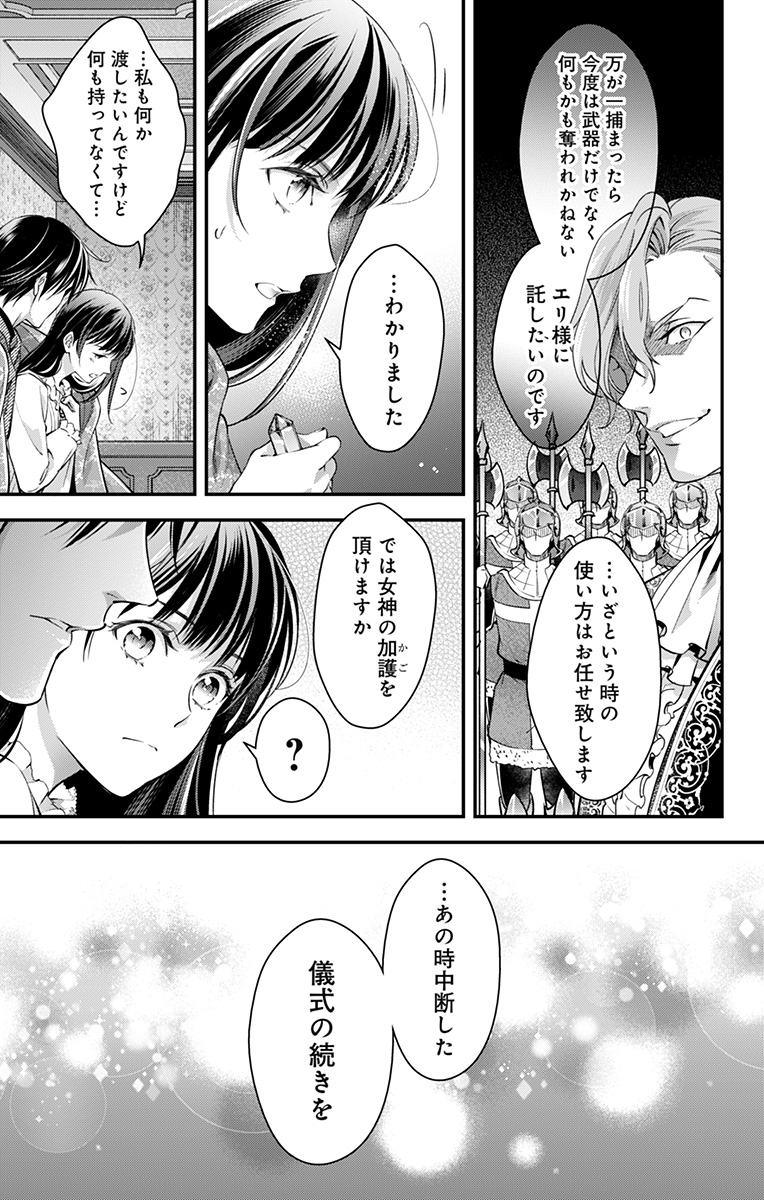 万が一捕まったら
今度は武器だけでなく
何もかも奪われかねない
エリ様に
託したいのです
…いざという時の
使い方はお任せ致します
…わかりました
…私も何か
渡したいんですけど
何も持ってなくて…
では女神の加護を
かご
頂けますか
？
…あの時中断した
儀式の続きを